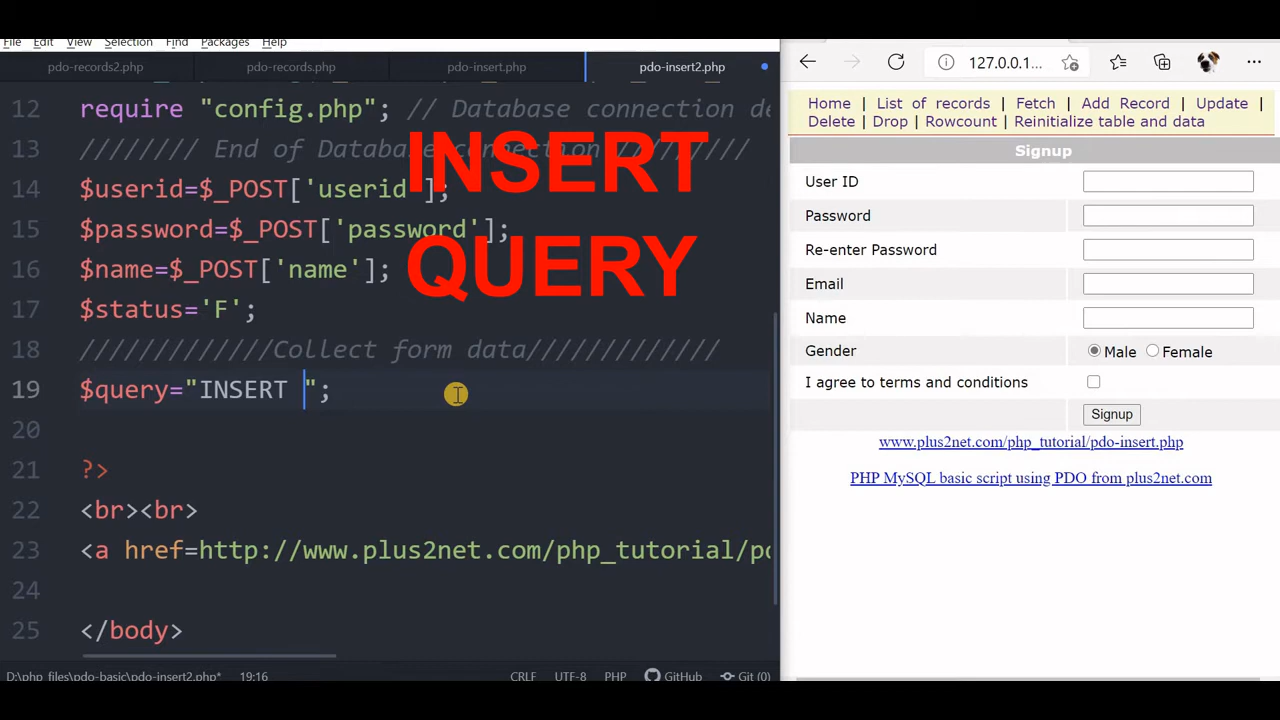 File Edit View Selection Find Packages Help
pdo-records2.php pdo-records.php pdo-insert.php pdo-insert2.php
12 require "config.php"; // Database connection de
13 //////// End of Database connection /////////
14 $userid=$_POST['userid'];
15 $password=$_POST['password'];
16 $name=$_POST['name'];
17 $status='F';
18 /////////////Collect form data/////////////
19 $query="INSERT ";
20
21 ?>
22 <br><br>
23 <a href=http://www.plus2net.com/php_tutorial/pd
24
25 </body>
INSERT
QUERY
D:\php files\pdo-basic\pdo-insert2.php* 19:16 CRLF UTF-8 PHP GitHub Git (0)
127.0.0.1...
Home | List of records | Fetch | Add Record | Update |
Delete | Drop | Rowcount | Reinitialize table and data
Signup
User ID
Password
Re-enter Password
Email
Name
Gender Male Female
I agree to terms and conditions
Signup
www.plus2net.com/php_tutorial/pdo-insert.php
PHP MySQL basic script using PDO from plus2net.com